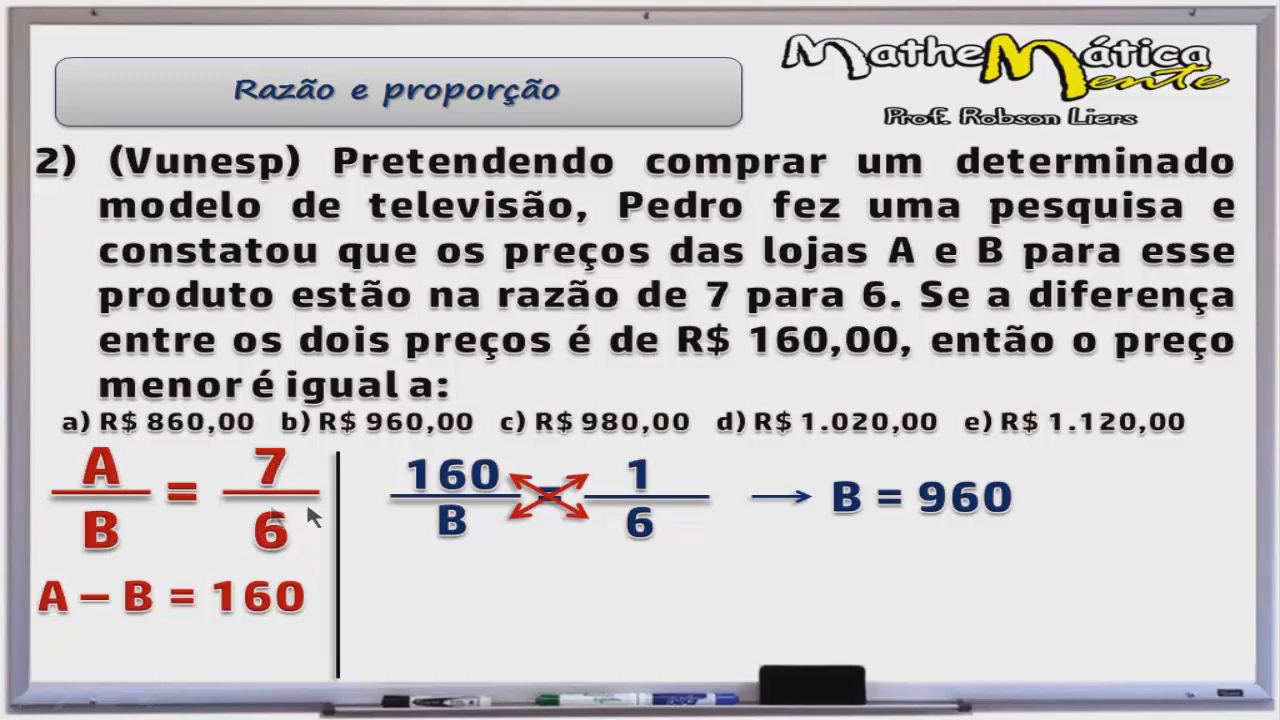 Razão e proporção
MatheMática
mente
Prof. Robson Liers
2) (Vunesp) Pretendendo comprar um determinado
modelo de televisão, Pedro fez uma pesquisa e
constatou que os preços das lojas A e B para esse
produto estão na razão de 7 para 6. Se a diferença
entre os dois preços é de R$ 160,00, então o preço
menor é igual a:
a) R$ 860,00 b) R$ 960,00 c) R$ 980,00 d) R$ 1.020,00 e) R$ 1.120,00
A/B = 7/6
A – B = 160
160/B = 1/6 → B = 960